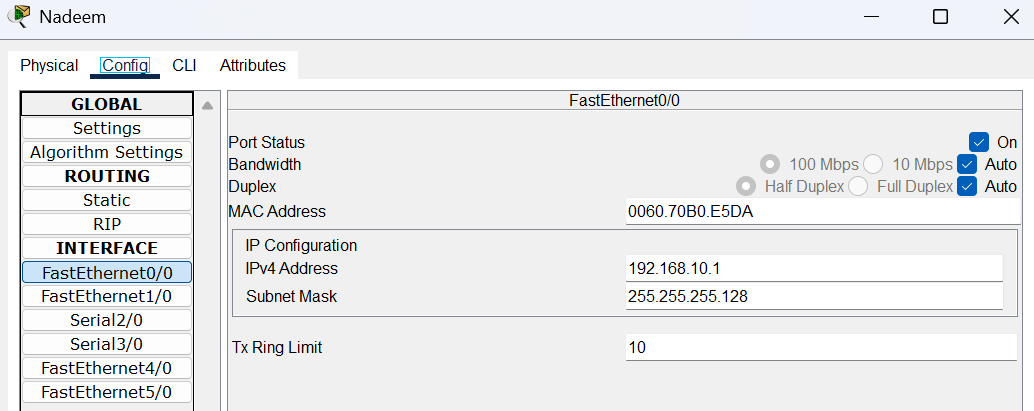 Nadeem
Physical Config CLI Attributes
GLOBAL
Settings
Algorithm Settings
ROUTING
Static
RIP
INTERFACE
FastEthernet0/0
FastEthernet1/0
Serial2/0
Serial3/0
FastEthernet4/0
FastEthernet5/0
FastEthernet0/0
Port Status On
Bandwidth 100 Mbps 10 Mbps Auto
Duplex Half Duplex Full Duplex Auto
MAC Address 0060.70B0.E5DA
IP Configuration
IPv4 Address 192.168.10.1
Subnet Mask 255.255.255.128
Tx Ring Limit 10